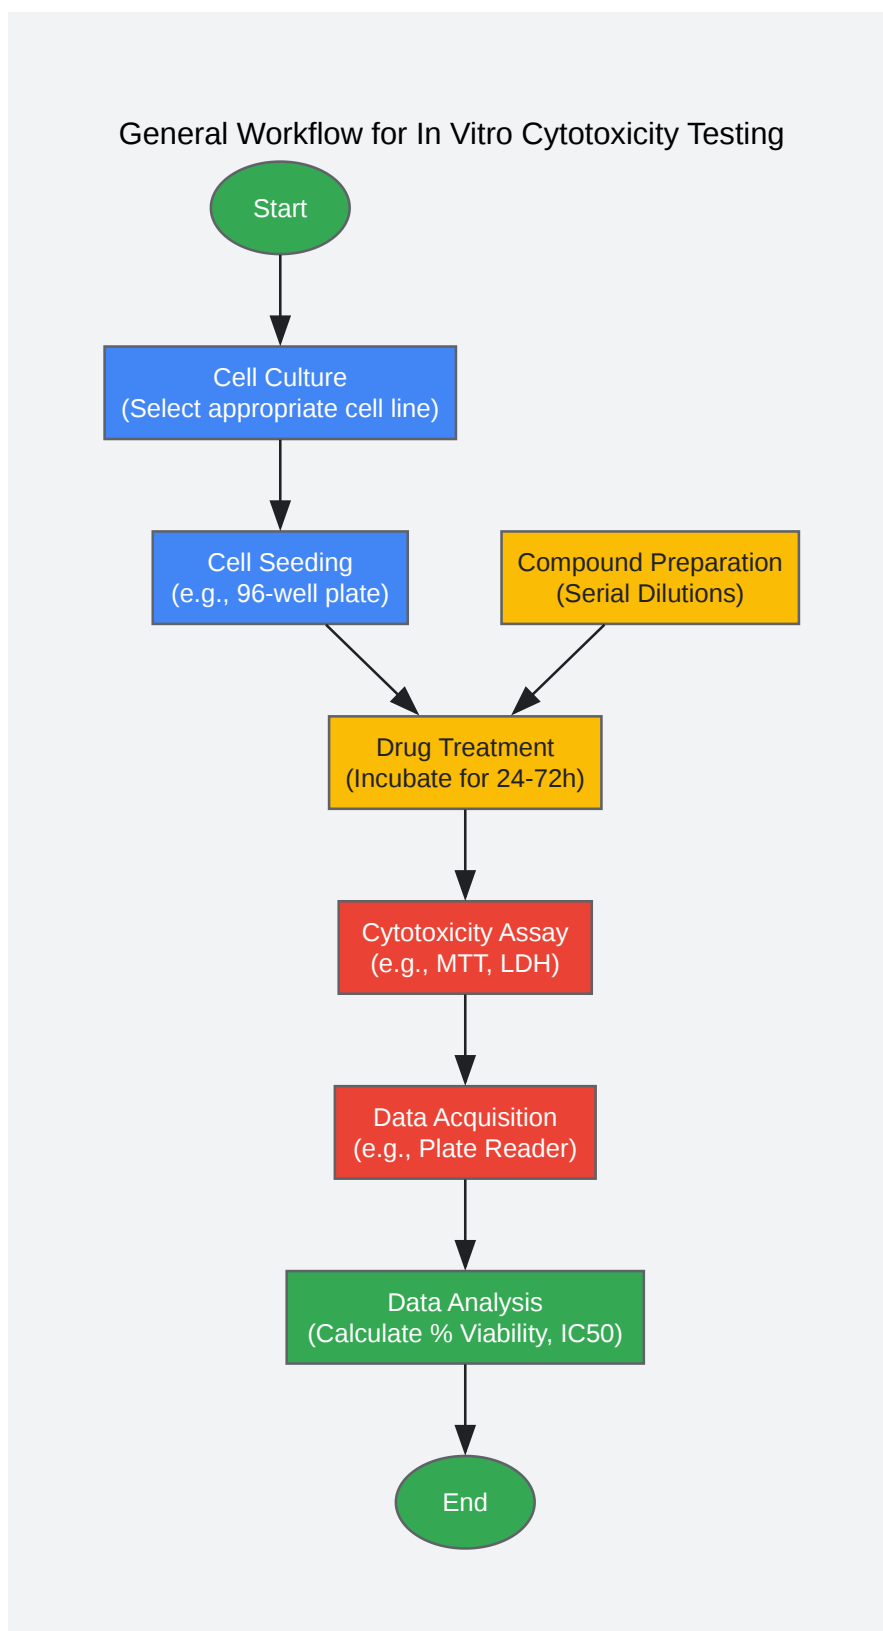 General Workflow for In Vitro Cytotoxicity Testing
Start
Cell Culture
(Select appropriate cell line)
Cell Seeding
(e.g., 96-well plate)
Compound Preparation
(Serial Dilutions)
Drug Treatment
(Incubate for 24-72h)
Cytotoxicity Assay
(e.g., MTT, LDH)
Data Acquisition
(e.g., Plate Reader)
Data Analysis
(Calculate % Viability, IC50)
End